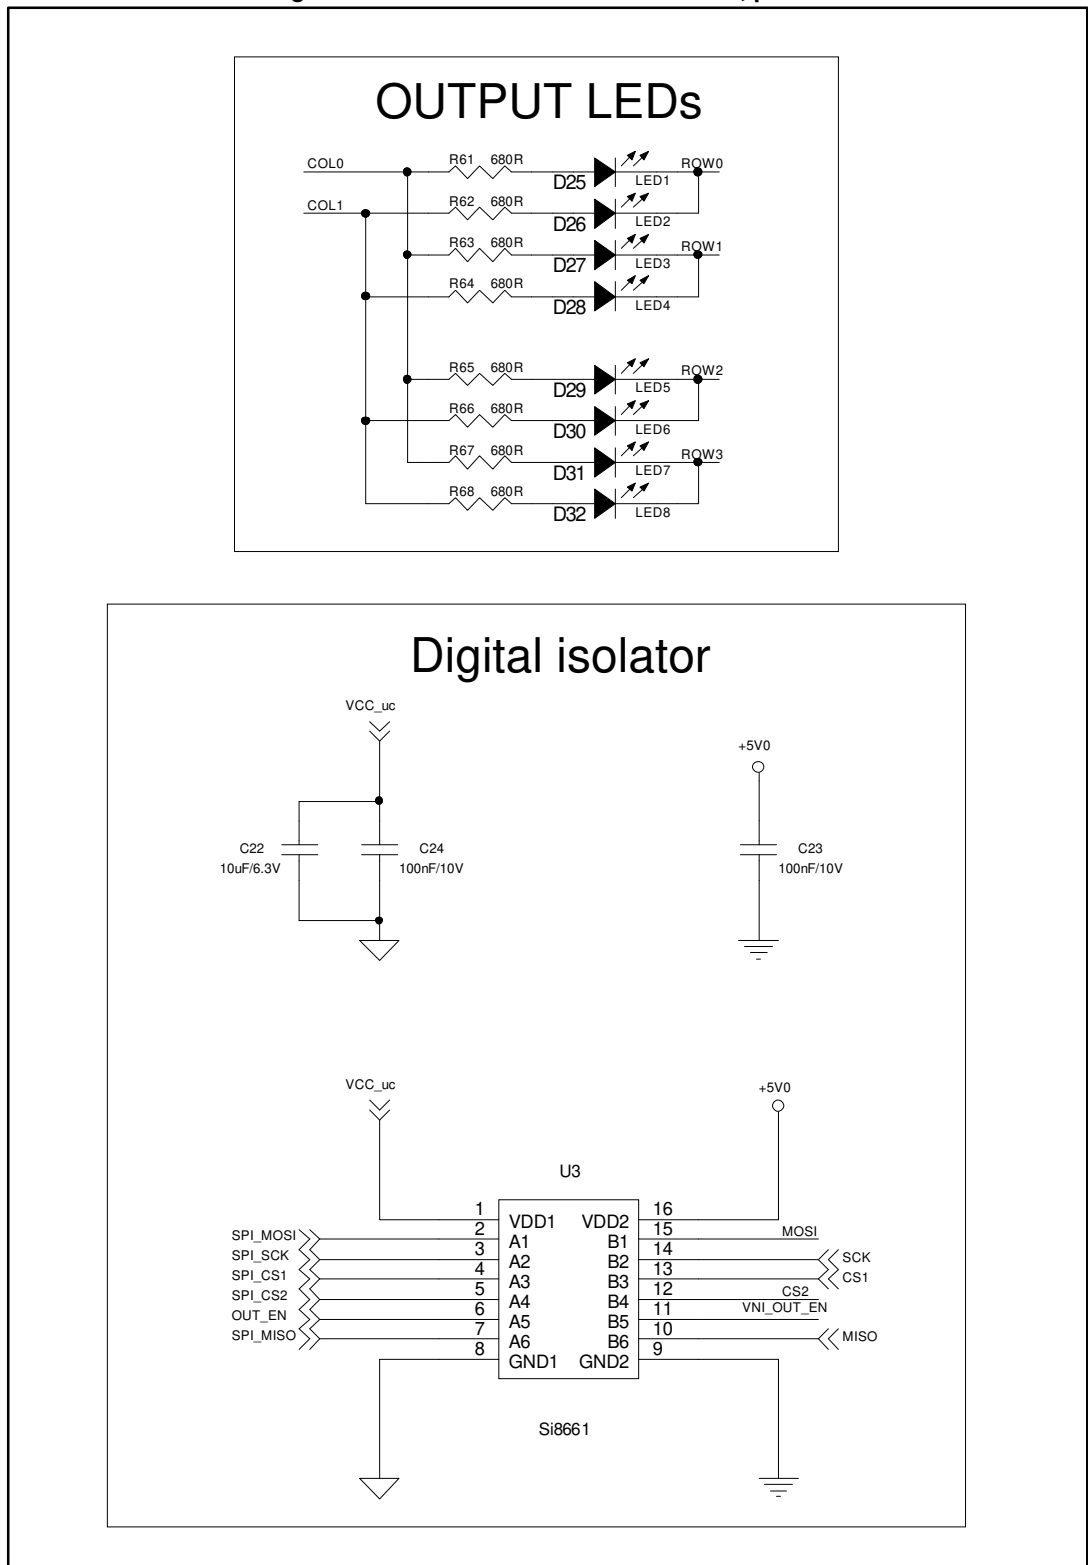 OUTPUT LEDs
COL0
R61 680R
D25
LED1
ROW0
COL1
R62 680R
D26
LED2
R63 680R
D27
LED3
ROW1
R64 680R
D28
LED4
R65 680R
D29
LED5
ROW2
R66 680R
D30
LED6
R67 680R
D31
LED7
ROW3
R68 680R
D32
LED8
Digital isolator
VCC_uc
+5V0
C22
10uF/6.3V
C24
100nF/10V
C23
100nF/10V
VCC_uc
+5V0
U3
1 VDD1 VDD2 16
SPI_MOSI 2 A1 B1 15 MOSI
SPI_SCK 3 A2 B2 14 SCK
SPI_CS1 4 A3 B3 13 CS1
SPI_CS2 5 A4 B4 12 CS2
OUT_EN 6 A5 B5 11 VNI_OUT_EN
SPI_MISO 7 A6 B6 10 MISO
8 GND1 GND2 9
Si8661